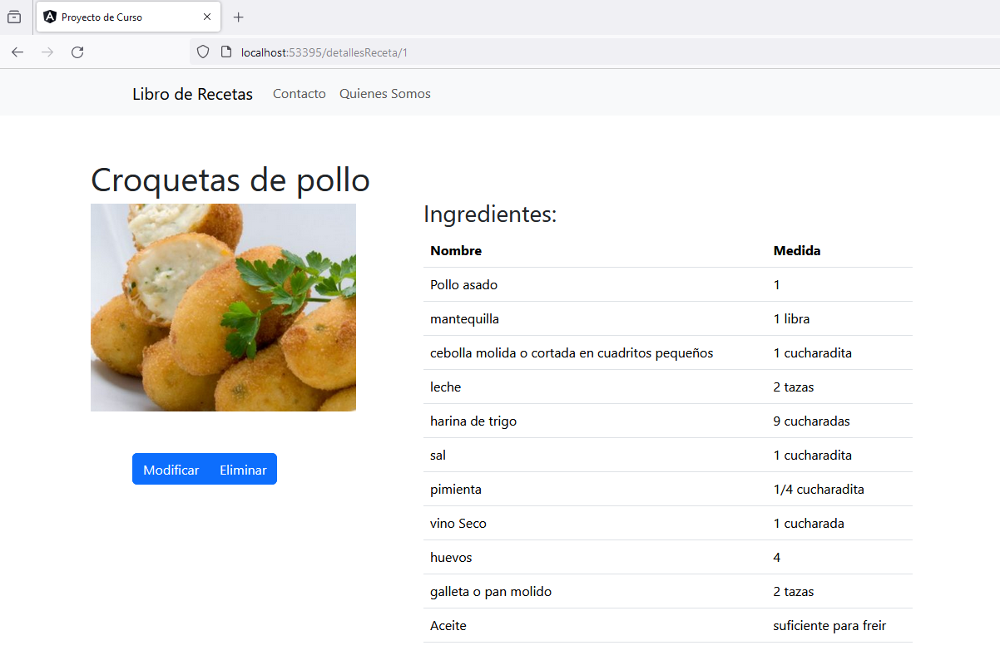 Proyecto de Curso
localhost:53395/detallesReceta/1
Libro de Recetas Contacto Quienes Somos
Croquetas de pollo
Ingredientes:
Nombre Medida
Pollo asado 1
mantequilla 1 libra
cebolla molida o cortada en cuadritos pequeños 1 cucharadita
leche 2 tazas
harina de trigo 9 cucharadas
sal 1 cucharadita
pimienta 1/4 cucharadita
vino Seco 1 cucharada
huevos 4
galleta o pan molido 2 tazas
Aceite suficiente para freir
Modificar Eliminar